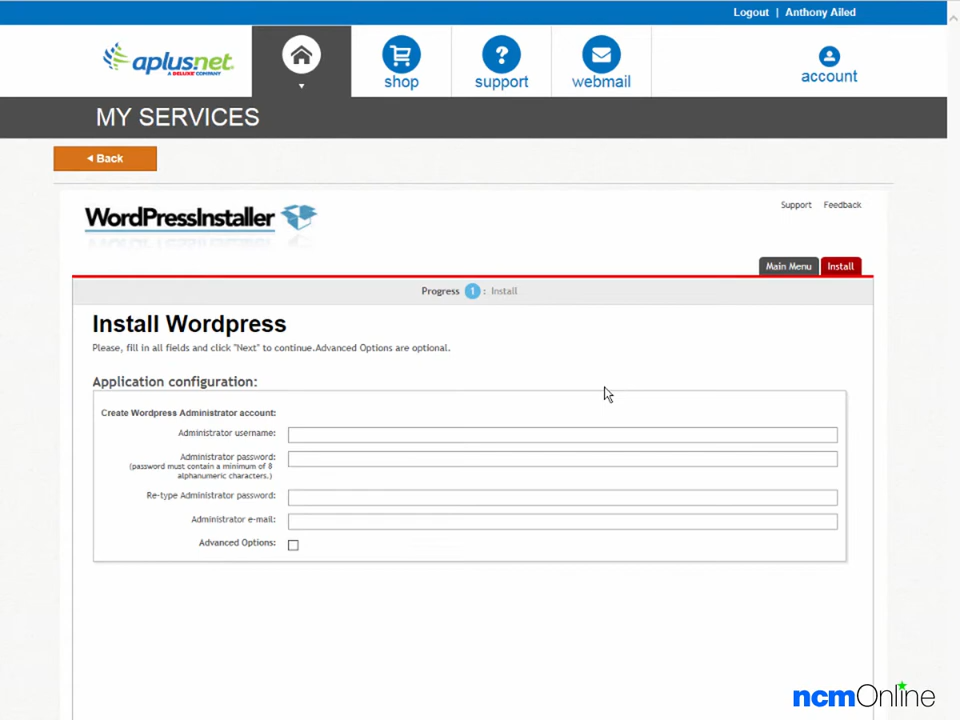 Logout | Anthony Ailed
aplusnet
A DELUXE COMPANY
shop
support
webmail
account
MY SERVICES
Back
WordPressInstaller
Support Feedback
Main Menu Install
Progress 1 : Install
Install Wordpress
Please, fill in all fields and click "Next" to continue.Advanced Options are optional.
Application configuration:
Create Wordpress Administrator account:
Administrator username:
Administrator password:
(password must contain a minimum of 8
alphanumeric characters.)
Re-type Administrator password:
Administrator e-mail:
Advanced Options:
ncmOnline